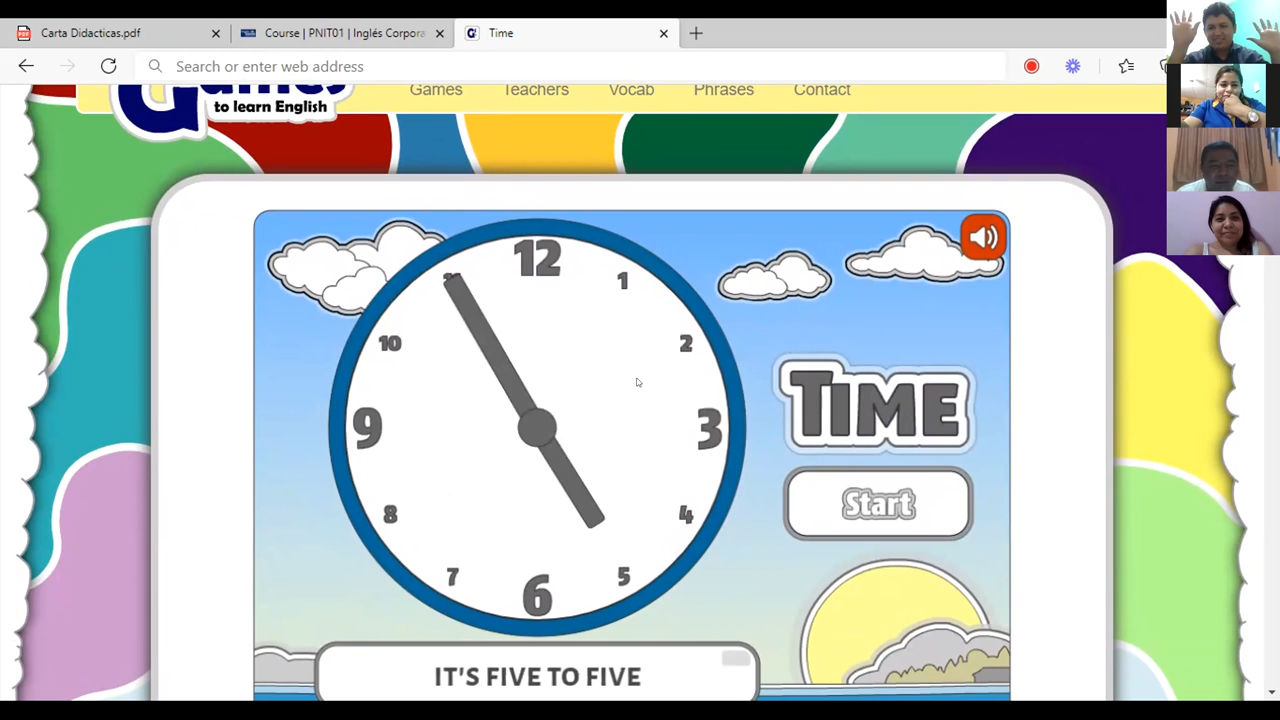 Carta Didacticas.pdf
Course | PNIT01 | Inglés Corpora
Time
Search or enter web address
Games
to learn English
Games Teachers Vocab Phrases Contact
12
1
2
3
4
5
6
7
8
9
10
TIME
Start
IT'S FIVE TO FIVE